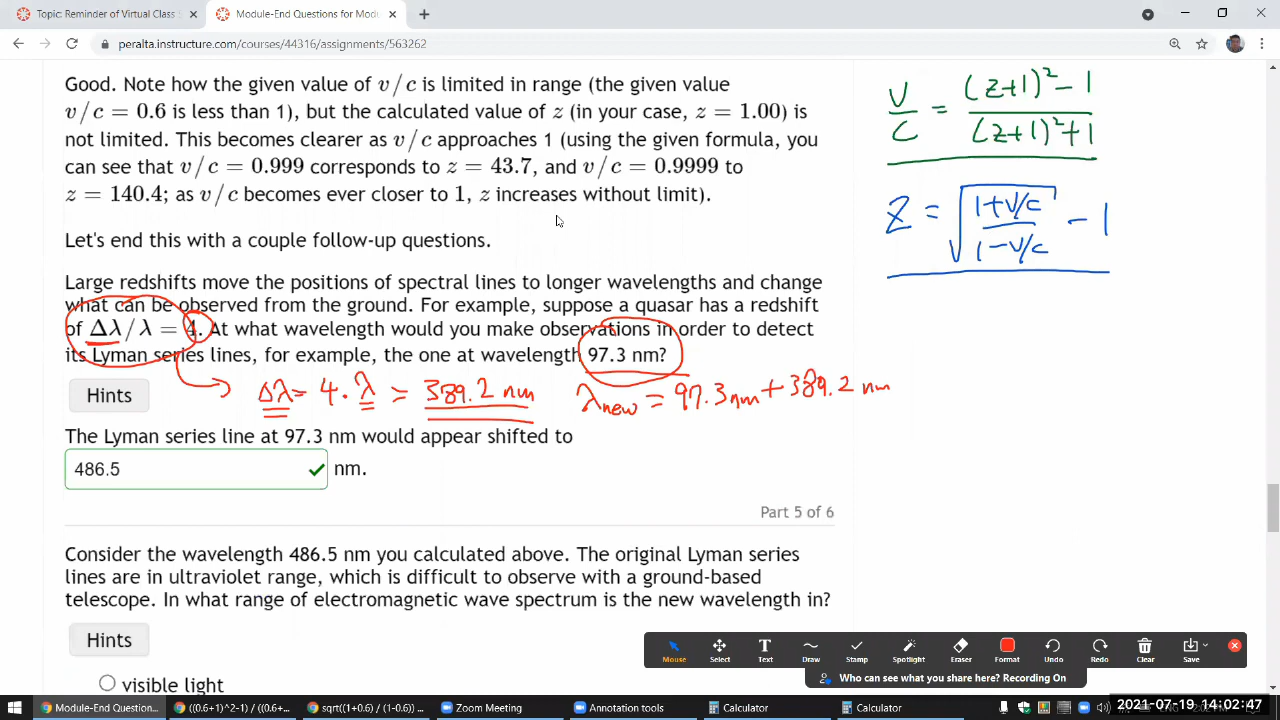 Topic: Reminder of Virtual Class S
Module-End Questions for Modu
peralta.instructure.com/courses/44316/assignments/563262
Good. Note how the given value of v/c is limited in range (the given value
v/c = 0.6 is less than 1), but the calculated value of z (in your case, z = 1.00) is
not limited. This becomes clearer as v/c approaches 1 (using the given formula, you
can see that v/c = 0.999 corresponds to z = 43.7, and v/c = 0.9999 to
z = 140.4; as v/c becomes ever closer to 1, z increases without limit).
Let's end this with a couple follow-up questions.
Large redshifts move the positions of spectral lines to longer wavelengths and change
what can be observed from the ground. For example, suppose a quasar has a redshift
of Δλ/λ = 4. At what wavelength would you make observations in order to detect
its Lyman series lines, for example, the one at wavelength 97.3 nm?
Hints
Δλ = 4 · λ = 389.2 nm
λnew = 97.3nm + 389.2 nm
The Lyman series line at 97.3 nm would appear shifted to
486.5 nm.
Part 5 of 6
Consider the wavelength 486.5 nm you calculated above. The original Lyman series
lines are in ultraviolet range, which is difficult to observe with a ground-based
telescope. In what range of electromagnetic wave spectrum is the new wavelength in?
Hints
visible light
v/c = ((z+1)² − 1)/((z+1)² + 1)
z = √((1+v/c)/(1−v/c)) − 1
Mouse Select Text Draw Stamp Spotlight Eraser Format Undo Redo Clear Save
Who can see what you share here? Recording On
Module-End Question...
((0.6+1)^2-1) / ((0.6+...
sqrt((1+0.6) / (1-0.6)) -...
Zoom Meeting
Annotation tools
Calculator
Calculator
2021-07-19 14:02:47